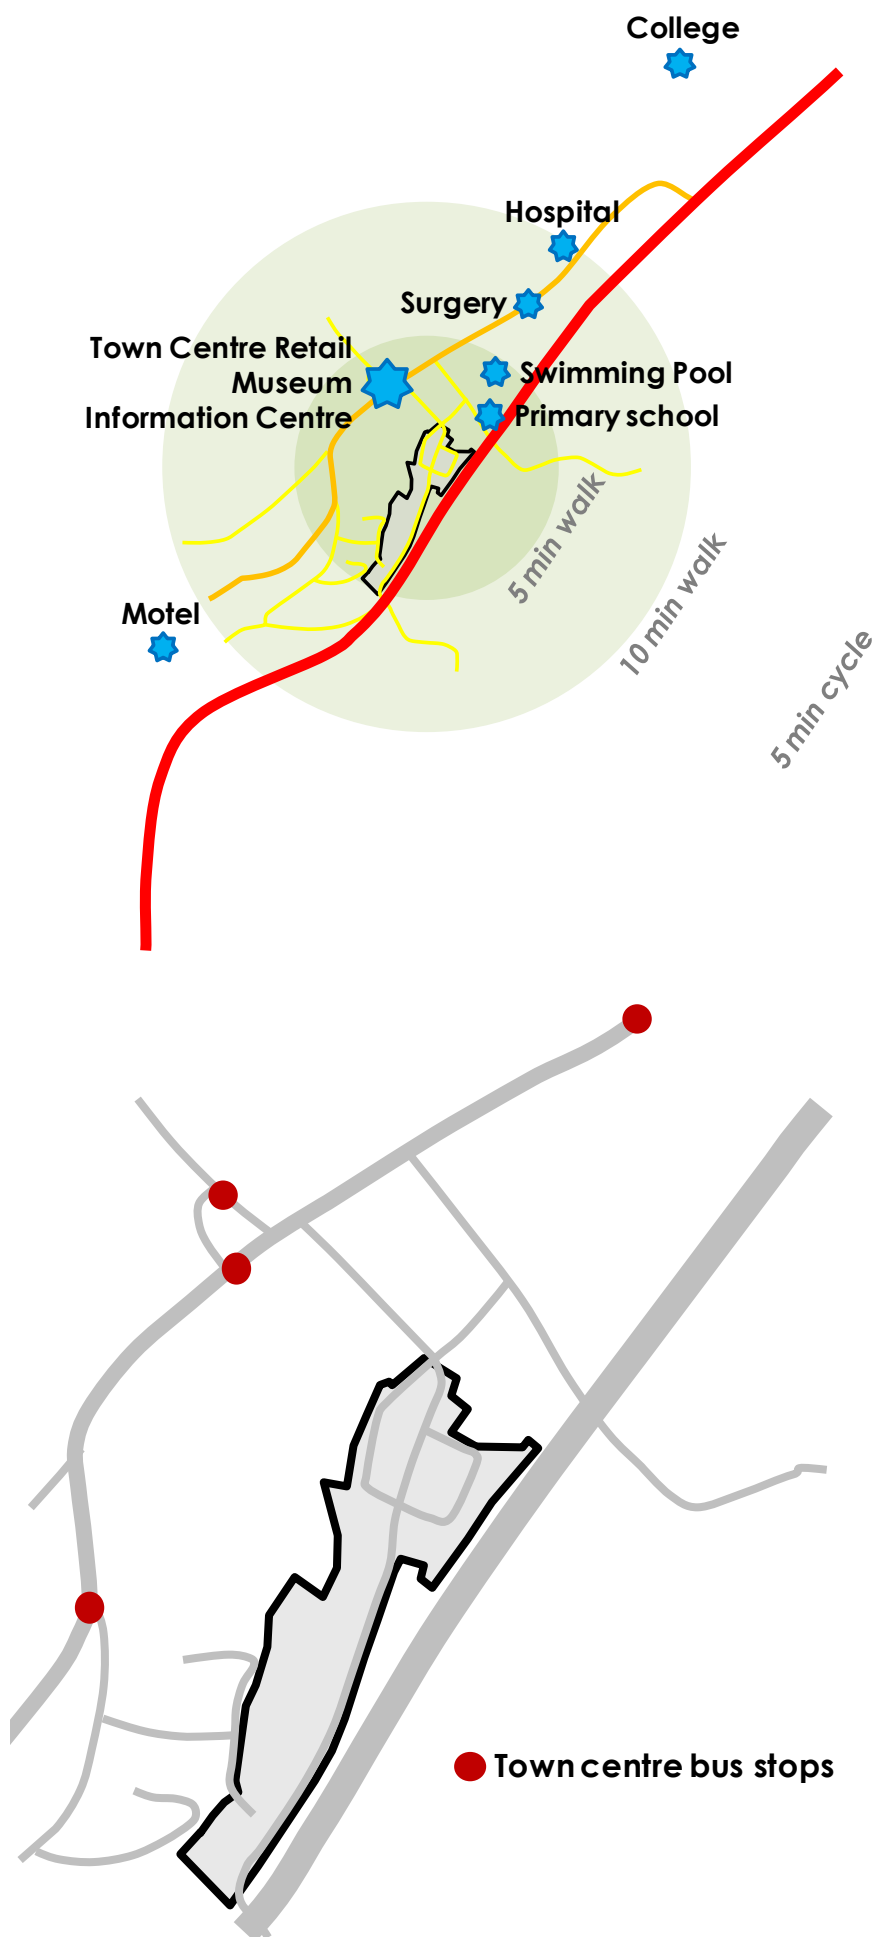 College
Hospital
Surgery
Town Centre Retail
Museum
Information Centre
Swimming Pool
Primary school
5 min walk
10 min walk
5 min cycle
Motel
Town centre bus stops